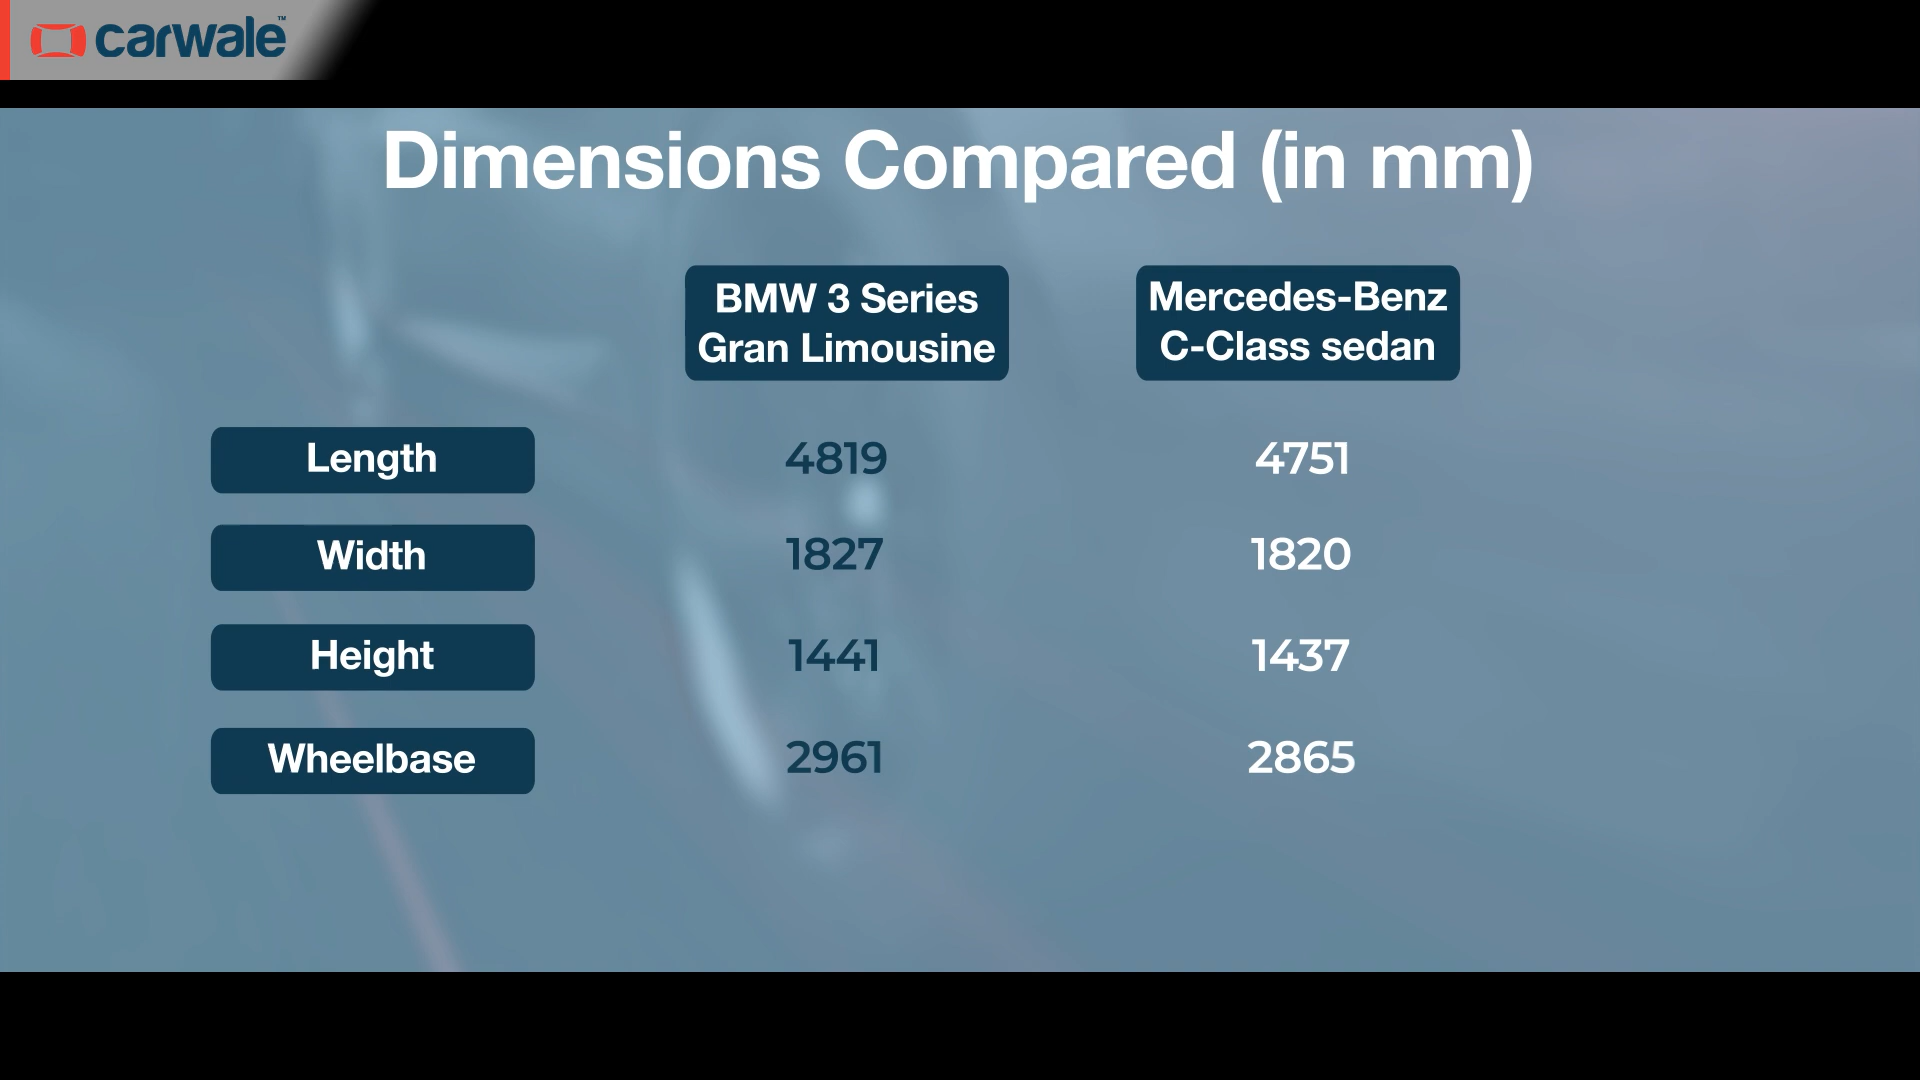 carwale™
Dimensions Compared (in mm)
BMW 3 Series
Gran Limousine
Mercedes-Benz
C-Class sedan
Length 4819 4751
Width 1827 1820
Height 1441 1437
Wheelbase 2961 2865